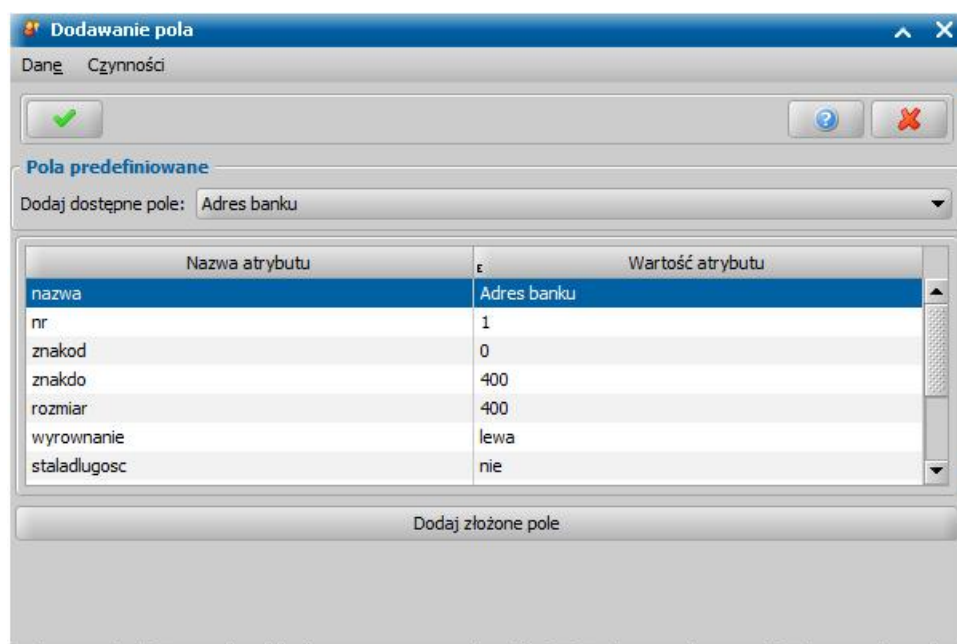 Dodawanie pola
Danę Czynności
Pola predefiniowane
Dodaj dostępne pole: Adres banku
Nazwa atrybutu E Wartość atrybutu
nazwa Adres banku
nr 1
znakod 0
znakdo 400
rozmiar 400
wyrownanie lewa
staladlugosc nie
Dodaj złożone pole